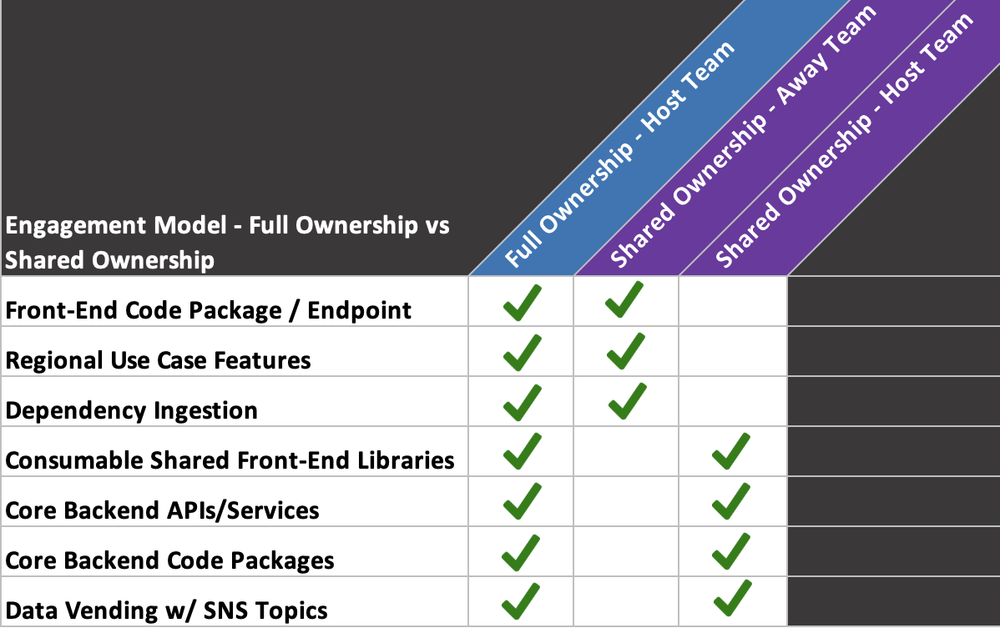 Full Ownership - Host Team
Shared Ownership - Away Team
Shared Ownership - Host Team
Engagement Model - Full Ownership vs
Shared Ownership
Front-End Code Package / Endpoint
Regional Use Case Features
Dependency Ingestion
Consumable Shared Front-End Libraries
Core Backend APIs/Services
Core Backend Code Packages
Data Vending w/ SNS Topics